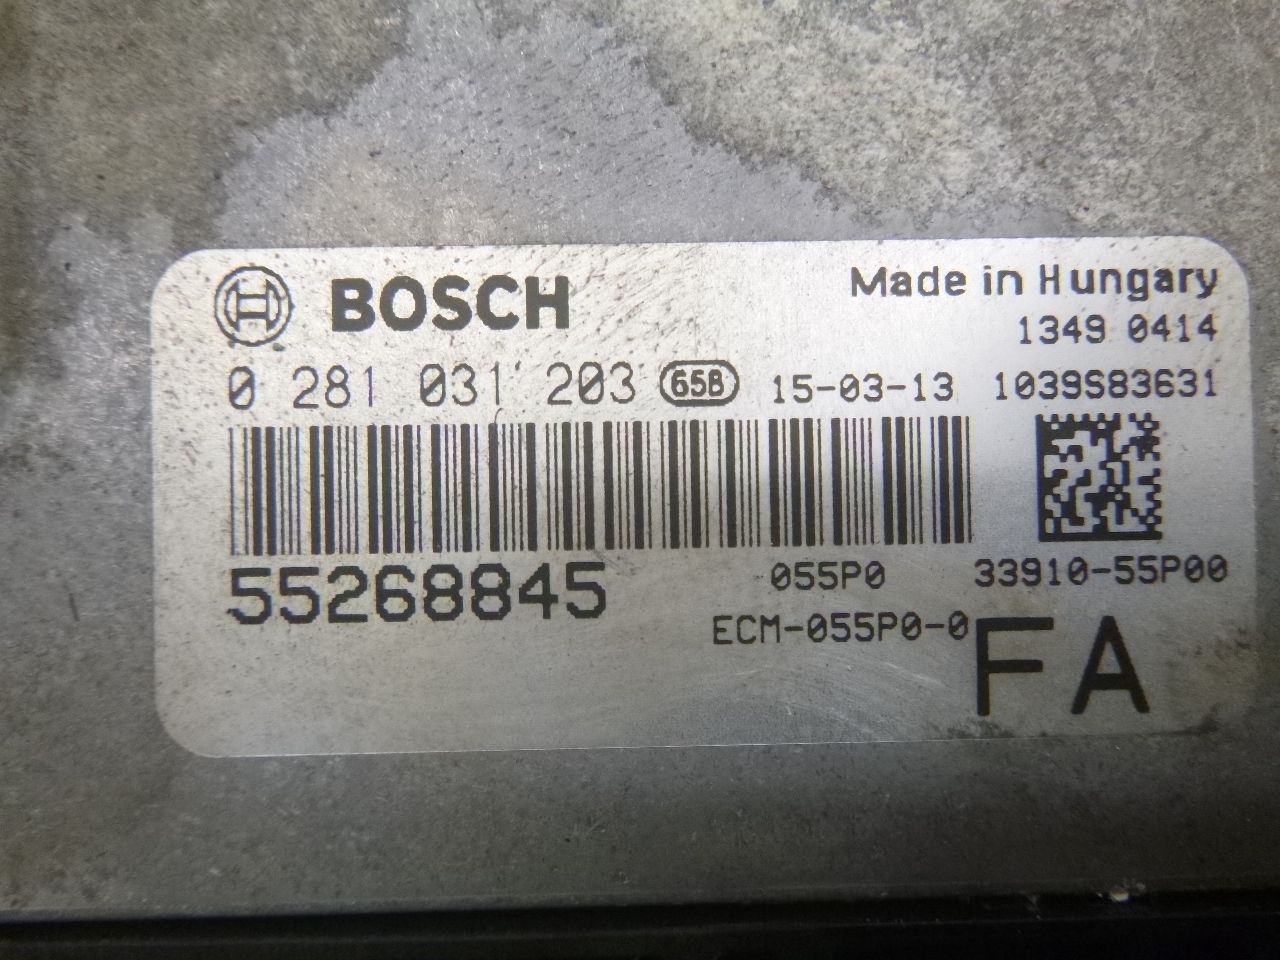 BOSCH Made in Hungary
1349 0414
0 281 031 203 65B 15-03-13 1039S83631
55268845 055P0 33910-55P00
ECM-055P0-0
FA